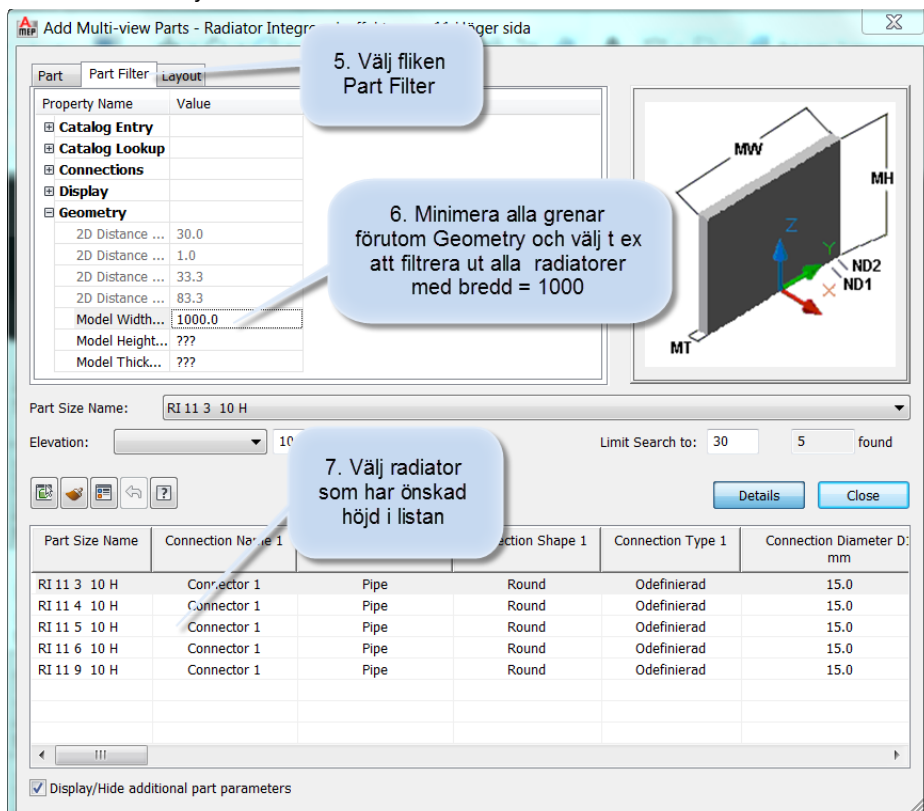 Add Multi-view Parts - Radiator Integr 11 Höger sida
5. Välj fliken
Part Filter
Part Part Filter Layout
Property Name Value
Catalog Entry
Catalog Lookup
Connections
Display
Geometry
2D Distance ... 30.0
2D Distance ... 1.0
2D Distance ... 33.3
2D Distance ... 83.3
Model Width... 1000.0
Model Height... ???
Model Thick... ???
6. Minimera alla grenar
förutom Geometry och välj t ex
att filtrera ut alla radiatorer
med bredd = 1000
MW
MH
Z
Y
X
ND2
ND1
MT
Part Size Name: RI 11 3 10 H
Elevation: 10 Limit Search to: 30 5 found
7. Välj radiator
som har önskad
höjd i listan
? Details Close
Part Size Name Connection Name 1 ection Shape 1 Connection Type 1 Connection Diameter D:
mm
RI 11 3 10 H Connector 1 Pipe Round Odefinierad 15.0
RI 11 4 10 H Connector 1 Pipe Round Odefinierad 15.0
RI 11 5 10 H Connector 1 Pipe Round Odefinierad 15.0
RI 11 6 10 H Connector 1 Pipe Round Odefinierad 15.0
RI 11 9 10 H Connector 1 Pipe Round Odefinierad 15.0
Display/Hide additional part parameters